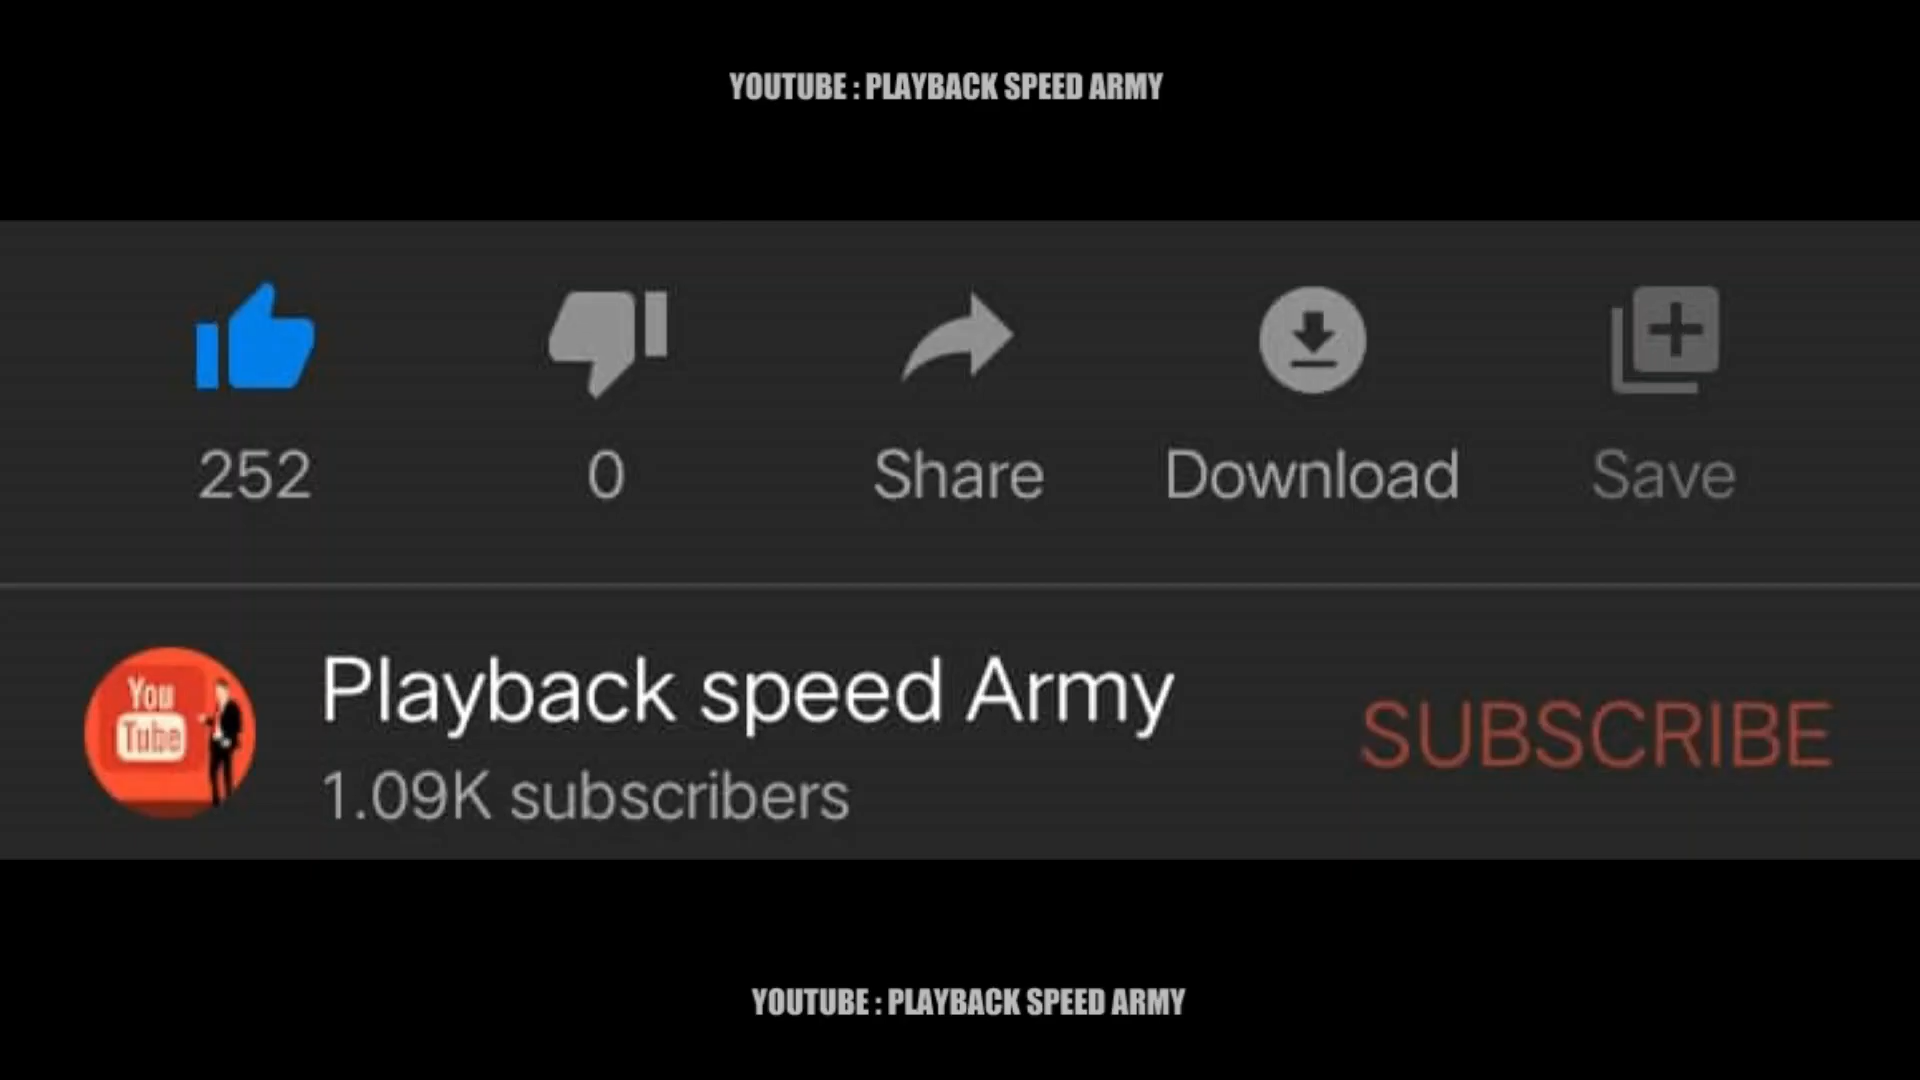 YOUTUBE : PLAYBACK SPEED ARMY
252 0 Share Download Save
You
Tube
Playback speed Army
1.09K subscribers
SUBSCRIBE
YOUTUBE : PLAYBACK SPEED ARMY